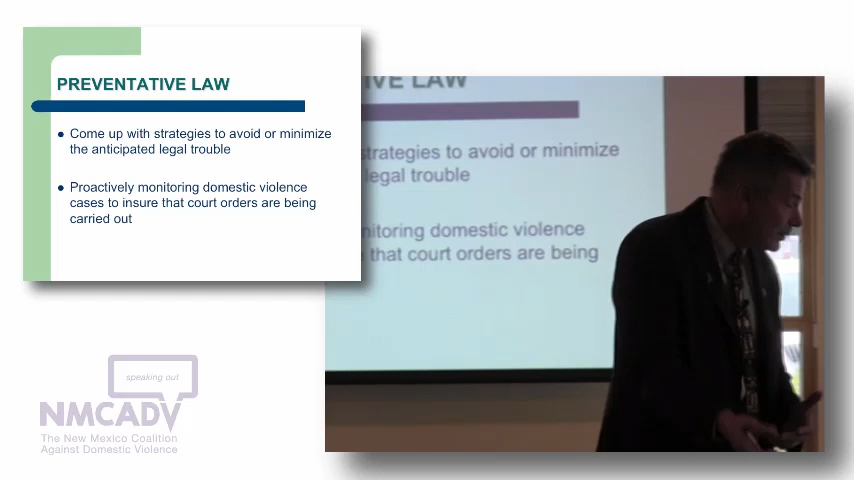 PREVENTATIVE LAW
Come up with strategies to avoid or minimize
the anticipated legal trouble
Proactively monitoring domestic violence
cases to insure that court orders are being
carried out
IVE LAW
strategies to avoid or minimize
legal trouble
nitoring domestic violence
that court orders are being
speaking out
NMCADV
The New Mexico Coalition
Against Domestic Violence